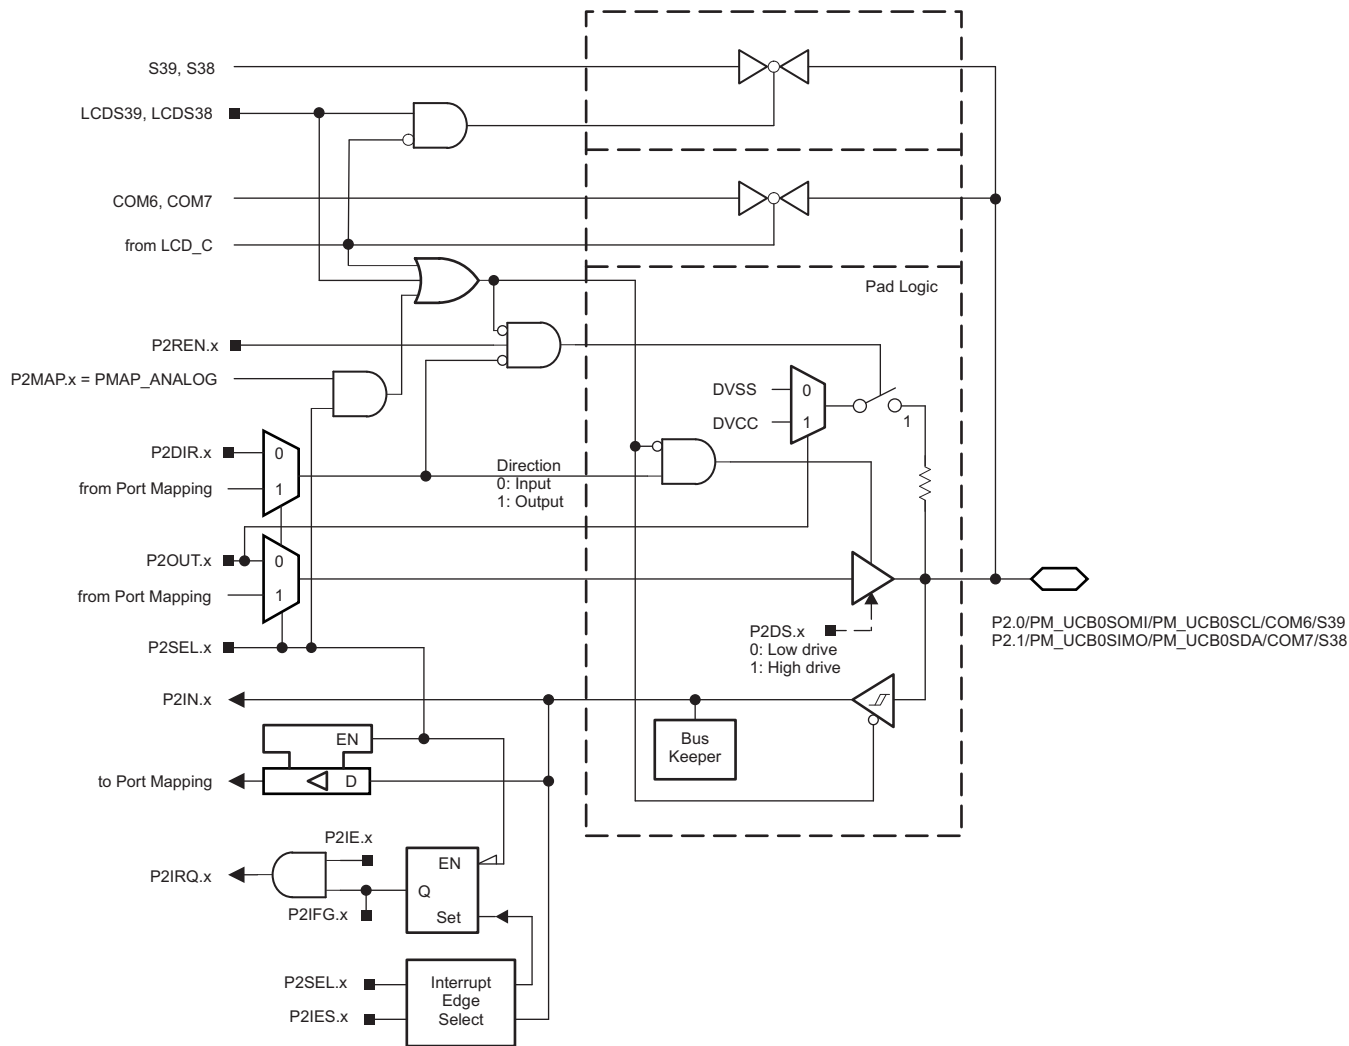 S39, S38
LCDS39, LCDS38
COM6, COM7
from LCD_C
Pad Logic
P2REN.x
P2MAP.x = PMAP_ANALOG
DVSS
0
DVCC
1
1
P2DIR.x
0
from Port Mapping
1
Direction
0: Input
1: Output
P2OUT.x
0
from Port Mapping
1
P2DS.x
0: Low drive
1: High drive
P2.0/PM_UCB0SOMI/PM_UCB0SCL/COM6/S39
P2.1/PM_UCB0SIMO/PM_UCB0SDA/COM7/S38
P2SEL.x
P2IN.x
Bus
Keeper
EN
to Port Mapping
D
P2IE.x
P2IRQ.x
EN
Q
P2IFG.x
Set
P2SEL.x
P2IES.x
Interrupt
Edge
Select